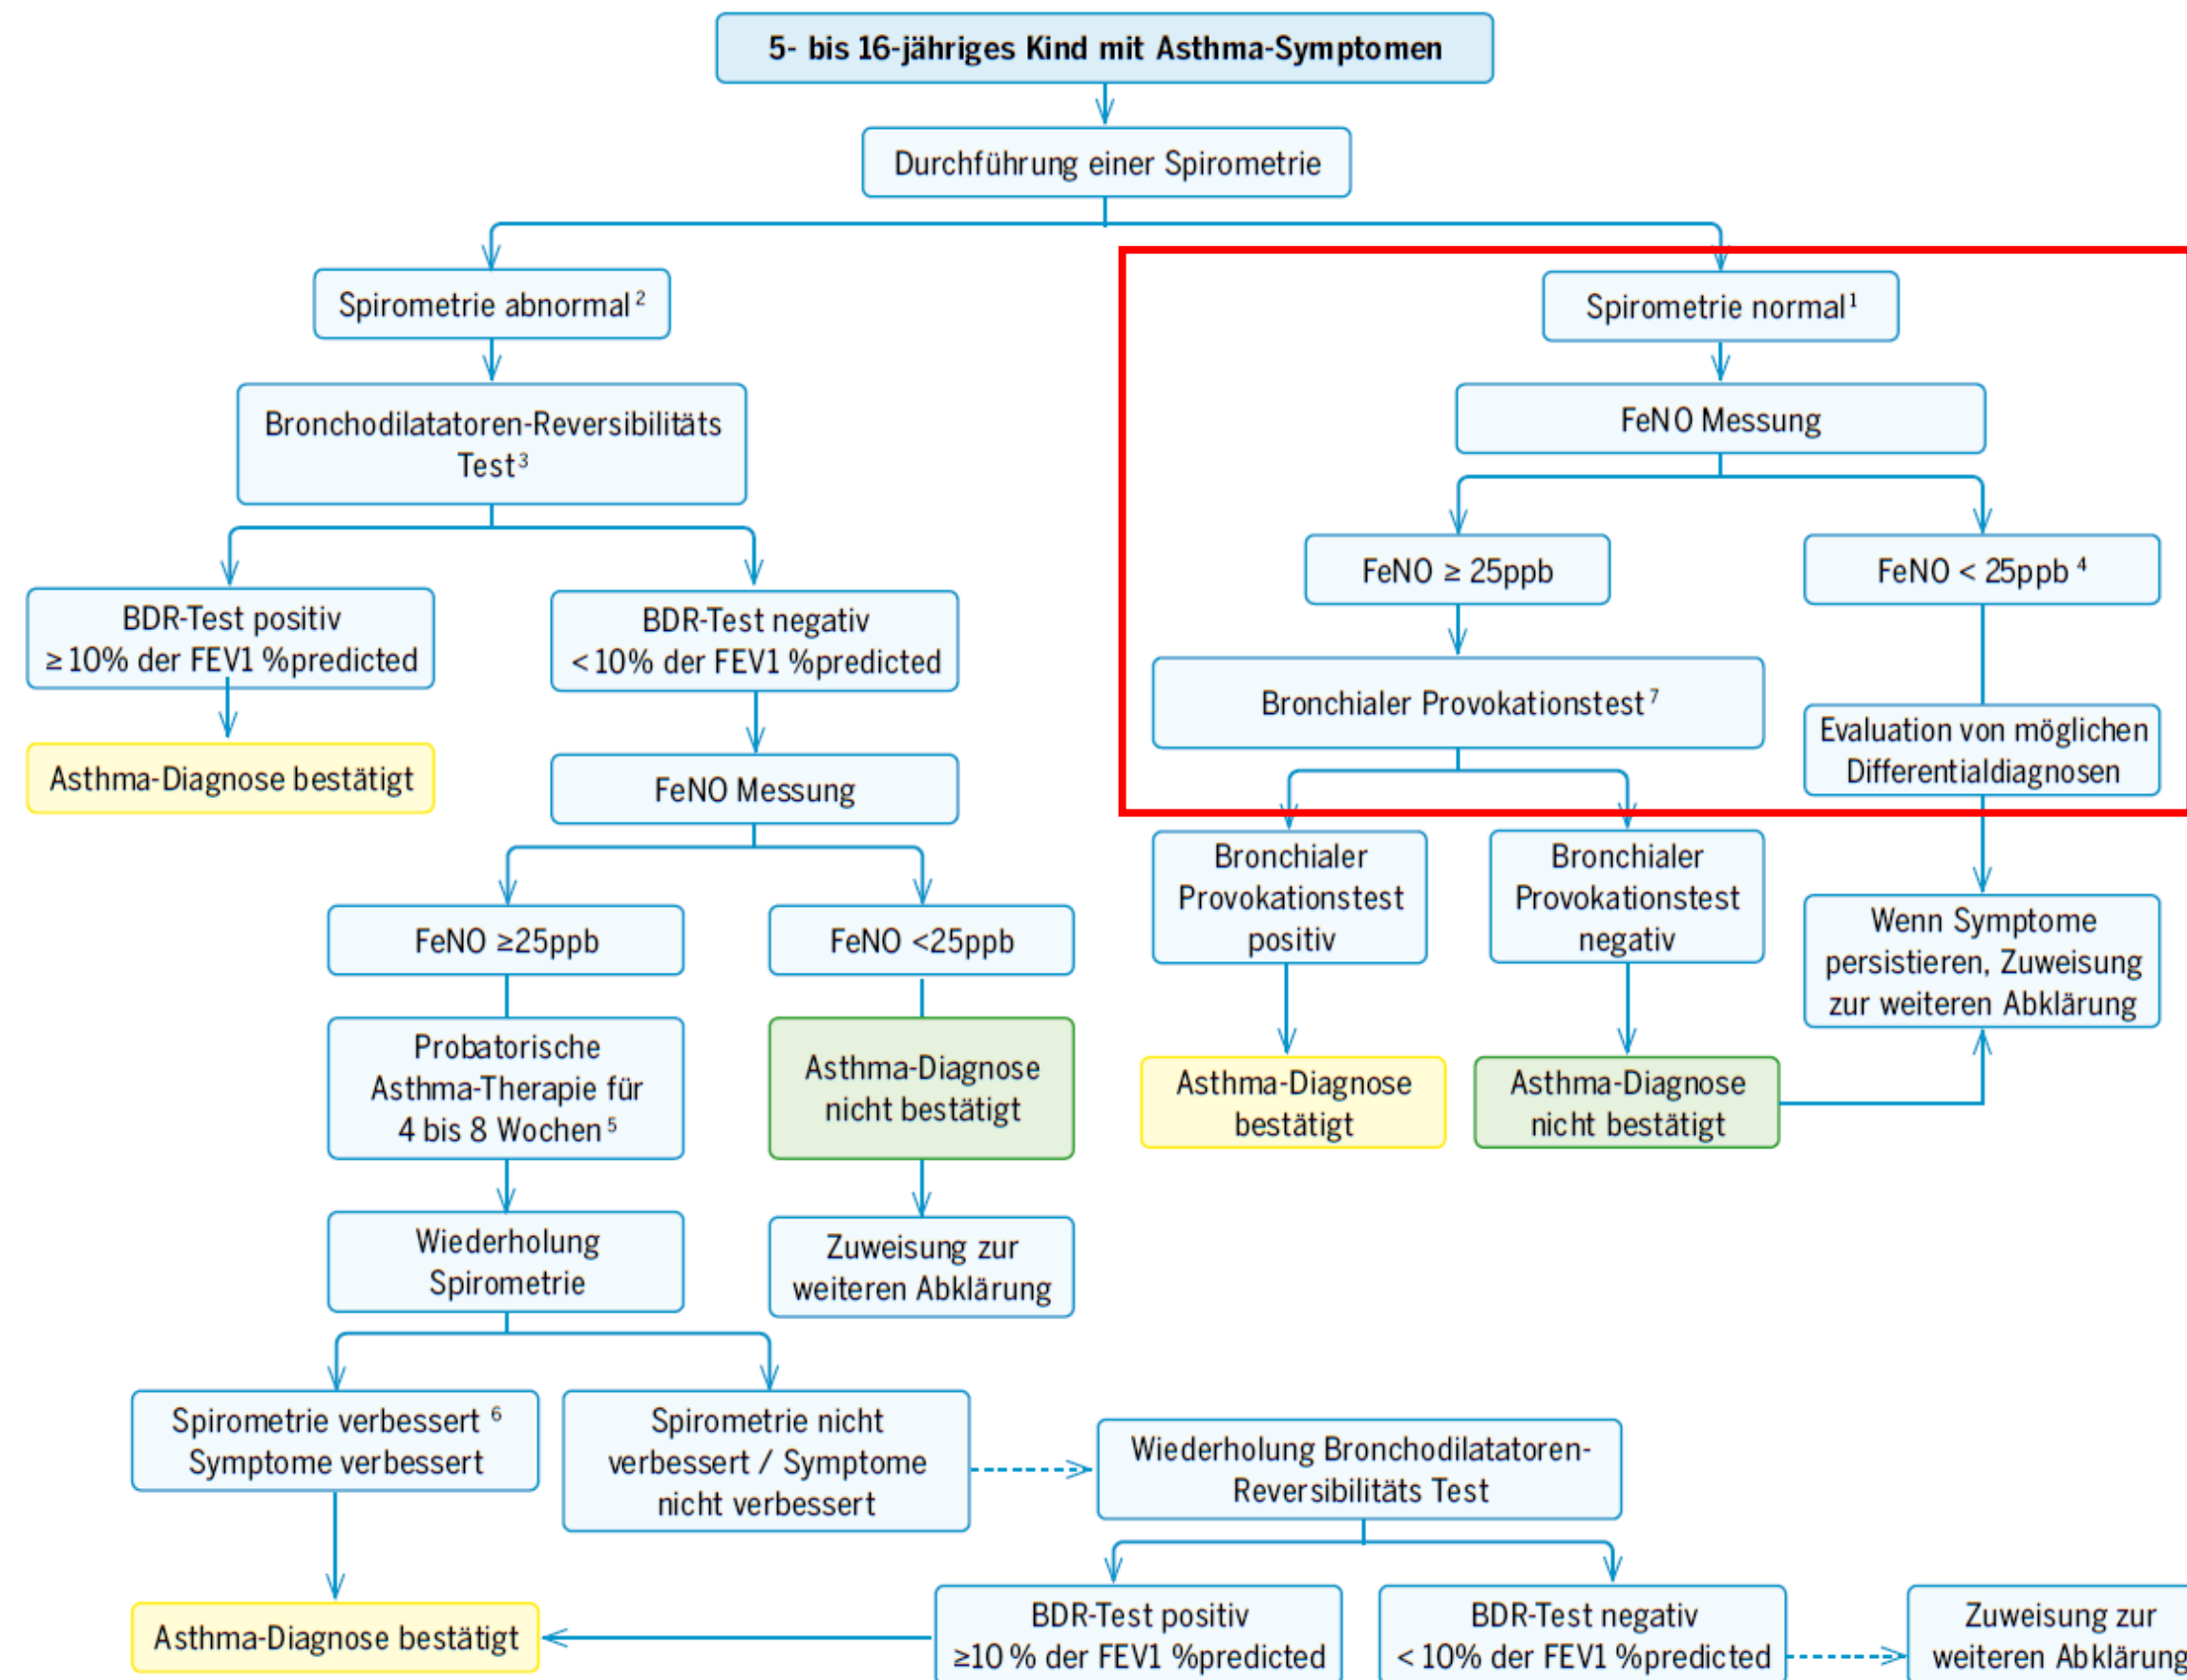 5- bis 16-jähriges Kind mit Asthma-Symptomen
Durchführung einer Spirometrie
Spirometrie abnormal ²
Spirometrie normal ¹
Bronchodilatatoren-Reversibilitäts
Test ³
FeNO Messung
FeNO ≥ 25ppb
FeNO < 25ppb ⁴
BDR-Test positiv
≥ 10% der FEV1 %predicted
BDR-Test negativ
< 10% der FEV1 %predicted
Bronchialer Provokationstest ⁷
Evaluation von möglichen
Differentialdiagnosen
Asthma-Diagnose bestätigt
FeNO Messung
Bronchialer
Provokationstest
positiv
Bronchialer
Provokationstest
negativ
Wenn Symptome
persistieren, Zuweisung
zur weiteren Abklärung
FeNO ≥25ppb
FeNO <25ppb
Probatorische
Asthma-Therapie für
4 bis 8 Wochen ⁵
Asthma-Diagnose
nicht bestätigt
Asthma-Diagnose
bestätigt
Asthma-Diagnose
nicht bestätigt
Wiederholung
Spirometrie
Zuweisung zur
weiteren Abklärung
Spirometrie verbessert ⁶
Symptome verbessert
Spirometrie nicht
verbessert / Symptome
nicht verbessert
Wiederholung Bronchodilatatoren-
Reversibilitäts Test
Asthma-Diagnose bestätigt
BDR-Test positiv
≥10 % der FEV1 %predicted
BDR-Test negativ
< 10% der FEV1 %predicted
Zuweisung zur
weiteren Abklärung